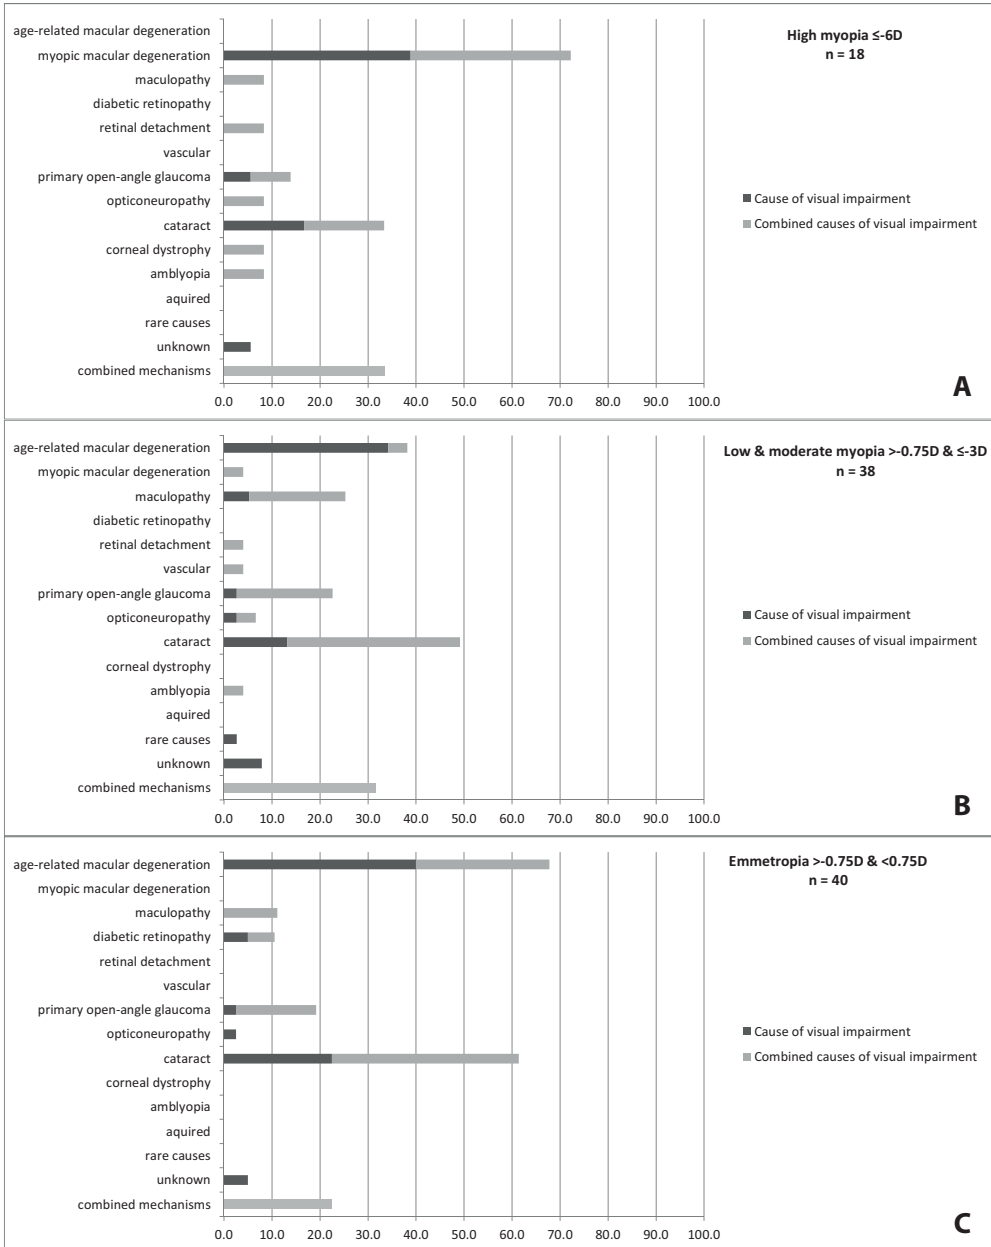 age-related macular degeneration
myopic macular degeneration
maculopathy
diabetic retinopathy
retinal detachment
vascular
primary open-angle glaucoma
opticoneuropathy
cataract
corneal dystrophy
amblyopia
aquired
rare causes
unknown
combined mechanisms
0.0 10.0 20.0 30.0 40.0 50.0 60.0 70.0 80.0 90.0 100.0
High myopia ≤-6D
n = 18
Cause of visual impairment
Combined causes of visual impairment
A
age-related macular degeneration
myopic macular degeneration
maculopathy
diabetic retinopathy
retinal detachment
vascular
primary open-angle glaucoma
opticoneuropathy
cataract
corneal dystrophy
amblyopia
aquired
rare causes
unknown
combined mechanisms
0.0 10.0 20.0 30.0 40.0 50.0 60.0 70.0 80.0 90.0 100.0
Low & moderate myopia >-0.75D & ≤-3D
n = 38
Cause of visual impairment
Combined causes of visual impairment
B
age-related macular degeneration
myopic macular degeneration
maculopathy
diabetic retinopathy
retinal detachment
vascular
primary open-angle glaucoma
opticoneuropathy
cataract
corneal dystrophy
amblyopia
aquired
rare causes
unknown
combined mechanisms
0.0 10.0 20.0 30.0 40.0 50.0 60.0 70.0 80.0 90.0 100.0
Emmetropia >-0.75D & <0.75D
n = 40
Cause of visual impairment
Combined causes of visual impairment
C